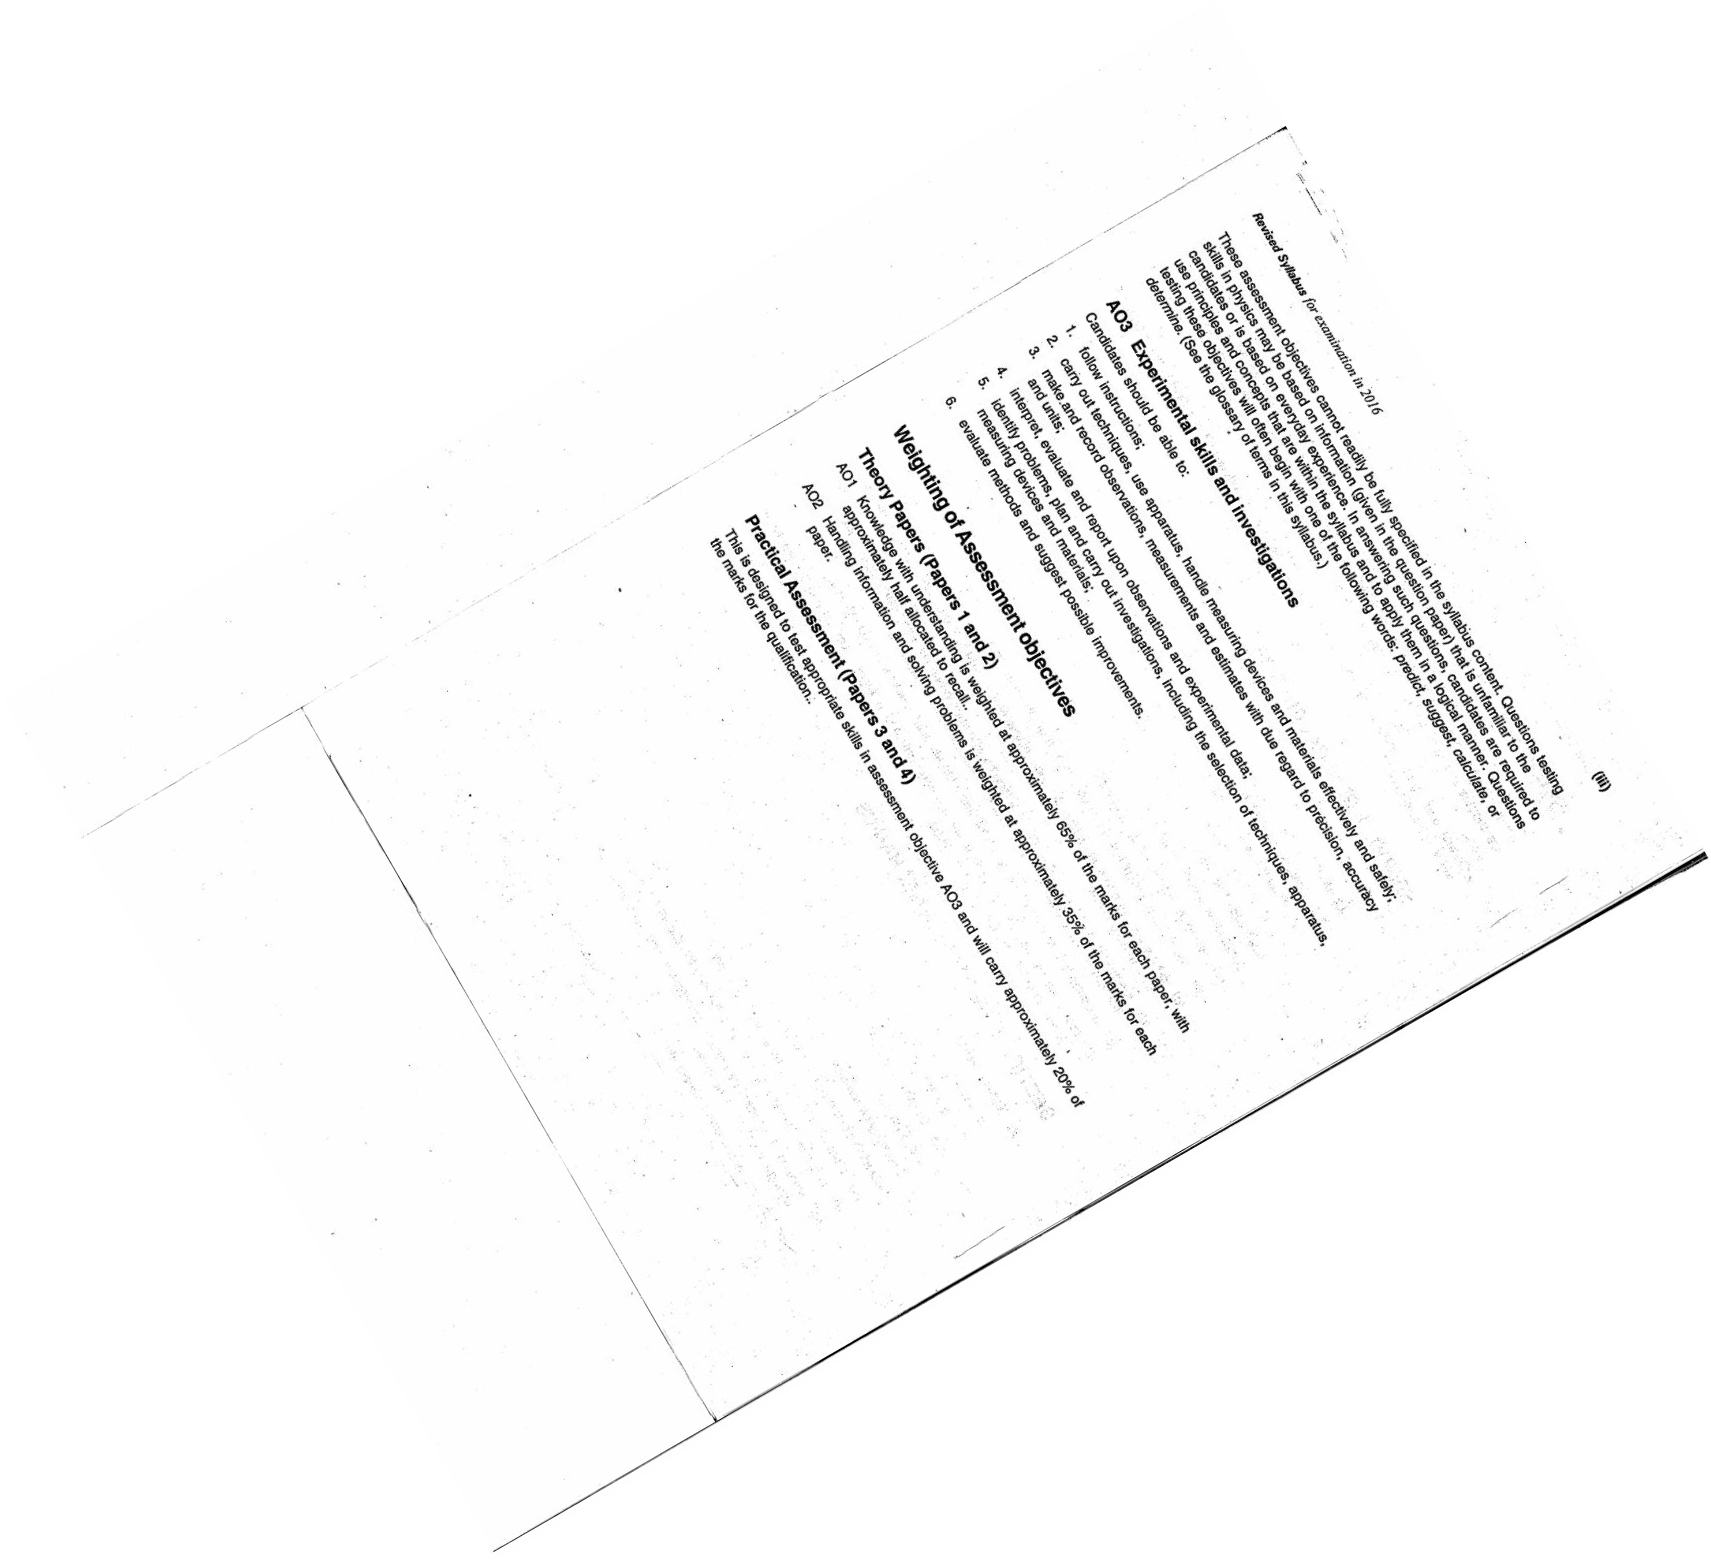 (iii)
Revised Syllabus for examination in 2016
These assessment objectives cannot readily be fully specified in the syllabus content. Questions testing
skills in physics may be based on information (given in the question paper) that is unfamiliar to the
candidates or is based on everyday experience. In answering such questions, candidates are required to
use principles and concepts that are within the syllabus and to apply them in a logical manner. Questions
testing these objectives will often begin with one of the following words: predict, suggest, calculate, or
determine. (See the glossary of terms in this syllabus.)
AO3 Experimental skills and investigations
Candidates should be able to:
1. follow instructions;
2. carry out techniques, use apparatus, handle measuring devices and materials effectively and safely;
3. make and record observations, measurements and estimates with due regard to precision, accuracy
and units;
4. interpret, evaluate and report upon observations and experimental data;
5. identify problems, plan and carry out investigations, including the selection of techniques, apparatus,
measuring devices and materials;
6. evaluate methods and suggest possible improvements.
Weighting of Assessment objectives
Theory Papers (Papers 1 and 2)
AO1 Knowledge with understanding is weighted at approximately 65% of the marks for each paper, with
approximately half allocated to recall..
AO2 Handling information and solving problems is weighted at approximately 35% of the marks for each
paper.
Practical Assessment (Papers 3 and 4)
This is designed to test appropriate skills in assessment objective AO3 and will carry approximately 20% of
the marks for the qualification..